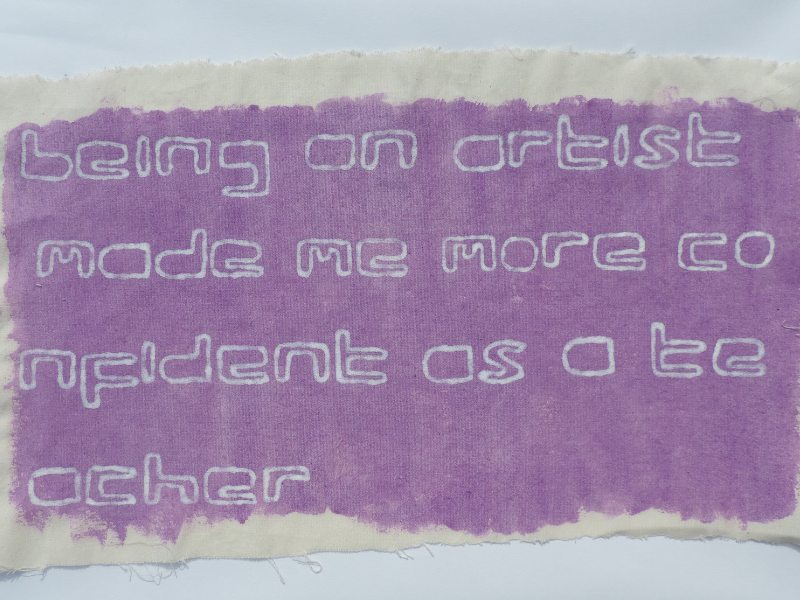 being an artist
made me more co
nfident as a te
acher